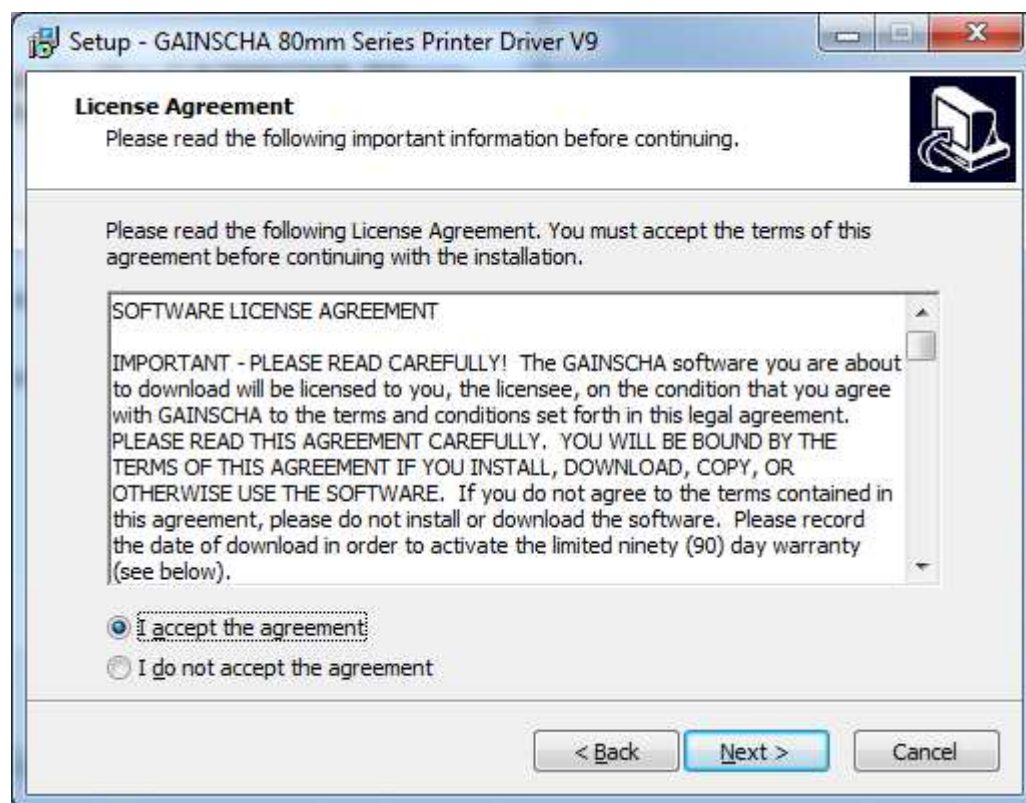 Setup - GAINSCHA 80mm Series Printer Driver V9
License Agreement
Please read the following important information before continuing.
Please read the following License Agreement. You must accept the terms of this
agreement before continuing with the installation.
SOFTWARE LICENSE AGREEMENT
IMPORTANT - PLEASE READ CAREFULLY!  The GAINSCHA software you are about
to download will be licensed to you, the licensee, on the condition that you agree
with GAINSCHA to the terms and conditions set forth in this legal agreement.
PLEASE READ THIS AGREEMENT CAREFULLY.  YOU WILL BE BOUND BY THE
TERMS OF THIS AGREEMENT IF YOU INSTALL, DOWNLOAD, COPY, OR
OTHERWISE USE THE SOFTWARE.  If you do not agree to the terms contained in
this agreement, please do not install or download the software.  Please record
the date of download in order to activate the limited ninety (90) day warranty
(see below).
I accept the agreement
I do not accept the agreement
< Back
Next >
Cancel